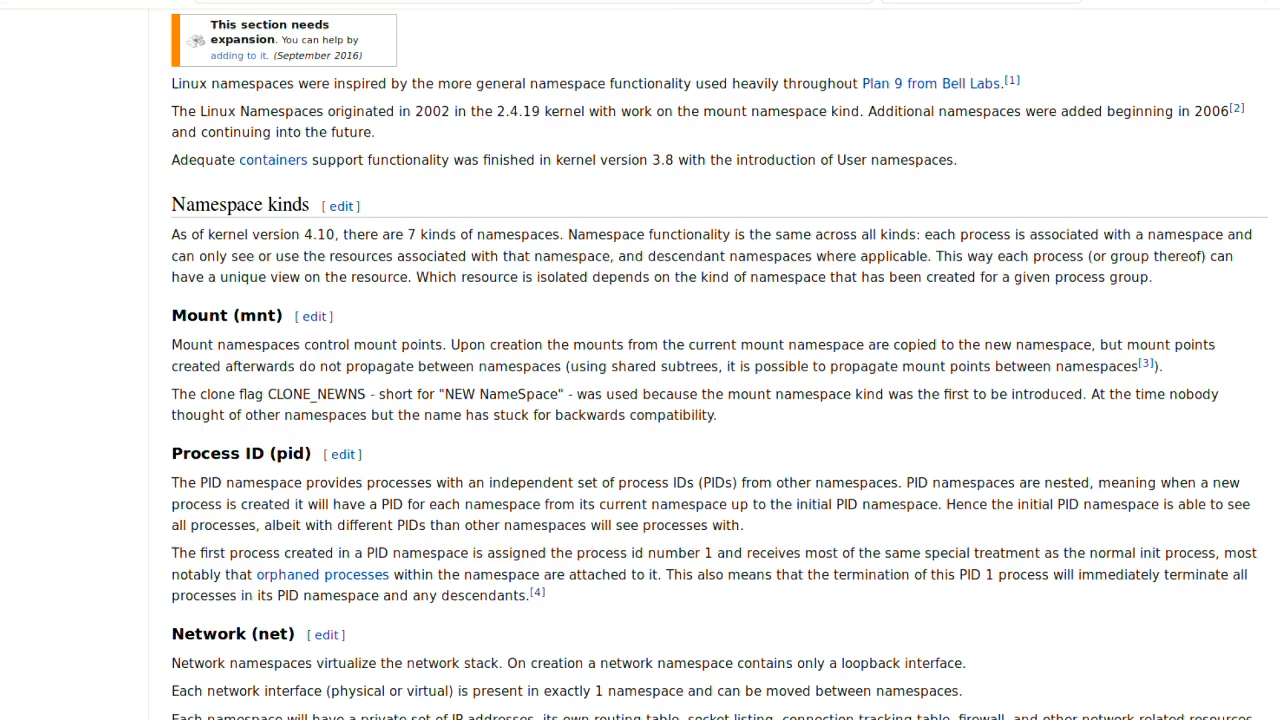 This section needs
expansion. You can help by
adding to it. (September 2016)
Linux namespaces were inspired by the more general namespace functionality used heavily throughout Plan 9 from Bell Labs.[1]
The Linux Namespaces originated in 2002 in the 2.4.19 kernel with work on the mount namespace kind. Additional namespaces were added beginning in 2006[2]
and continuing into the future.
Adequate containers support functionality was finished in kernel version 3.8 with the introduction of User namespaces.
Namespace kinds [ edit ]
As of kernel version 4.10, there are 7 kinds of namespaces. Namespace functionality is the same across all kinds: each process is associated with a namespace and
can only see or use the resources associated with that namespace, and descendant namespaces where applicable. This way each process (or group thereof) can
have a unique view on the resource. Which resource is isolated depends on the kind of namespace that has been created for a given process group.
Mount (mnt) [ edit ]
Mount namespaces control mount points. Upon creation the mounts from the current mount namespace are copied to the new namespace, but mount points
created afterwards do not propagate between namespaces (using shared subtrees, it is possible to propagate mount points between namespaces[3]).
The clone flag CLONE_NEWNS - short for "NEW NameSpace" - was used because the mount namespace kind was the first to be introduced. At the time nobody
thought of other namespaces but the name has stuck for backwards compatibility.
Process ID (pid) [ edit ]
The PID namespace provides processes with an independent set of process IDs (PIDs) from other namespaces. PID namespaces are nested, meaning when a new
process is created it will have a PID for each namespace from its current namespace up to the initial PID namespace. Hence the initial PID namespace is able to see
all processes, albeit with different PIDs than other namespaces will see processes with.
The first process created in a PID namespace is assigned the process id number 1 and receives most of the same special treatment as the normal init process, most
notably that orphaned processes within the namespace are attached to it. This also means that the termination of this PID 1 process will immediately terminate all
processes in its PID namespace and any descendants.[4]
Network (net) [ edit ]
Network namespaces virtualize the network stack. On creation a network namespace contains only a loopback interface.
Each network interface (physical or virtual) is present in exactly 1 namespace and can be moved between namespaces.
Each namespace will have a private set of IP addresses, its own routing table, socket listing, connection tracking table, firewall, and other network related resources